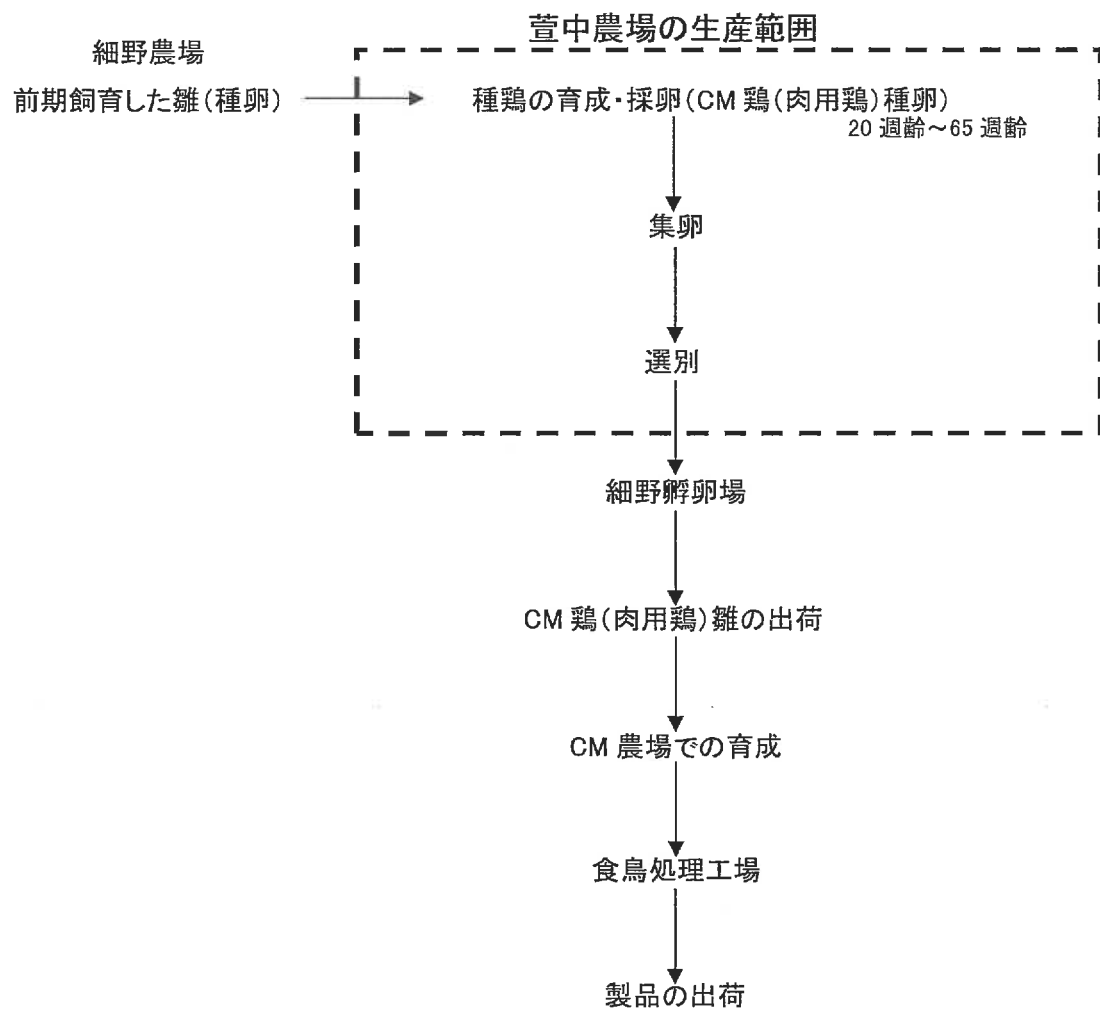 萱中農場の生産範囲
細野農場
前期飼育した雛(種卵)
種鶏の育成・採卵(CM鶏(肉用鶏)種卵)
20週齢～65週齢
集卵
選別
細野孵卵場
CM鶏(肉用鶏)雛の出荷
CM農場での育成
食鳥処理工場
製品の出荷